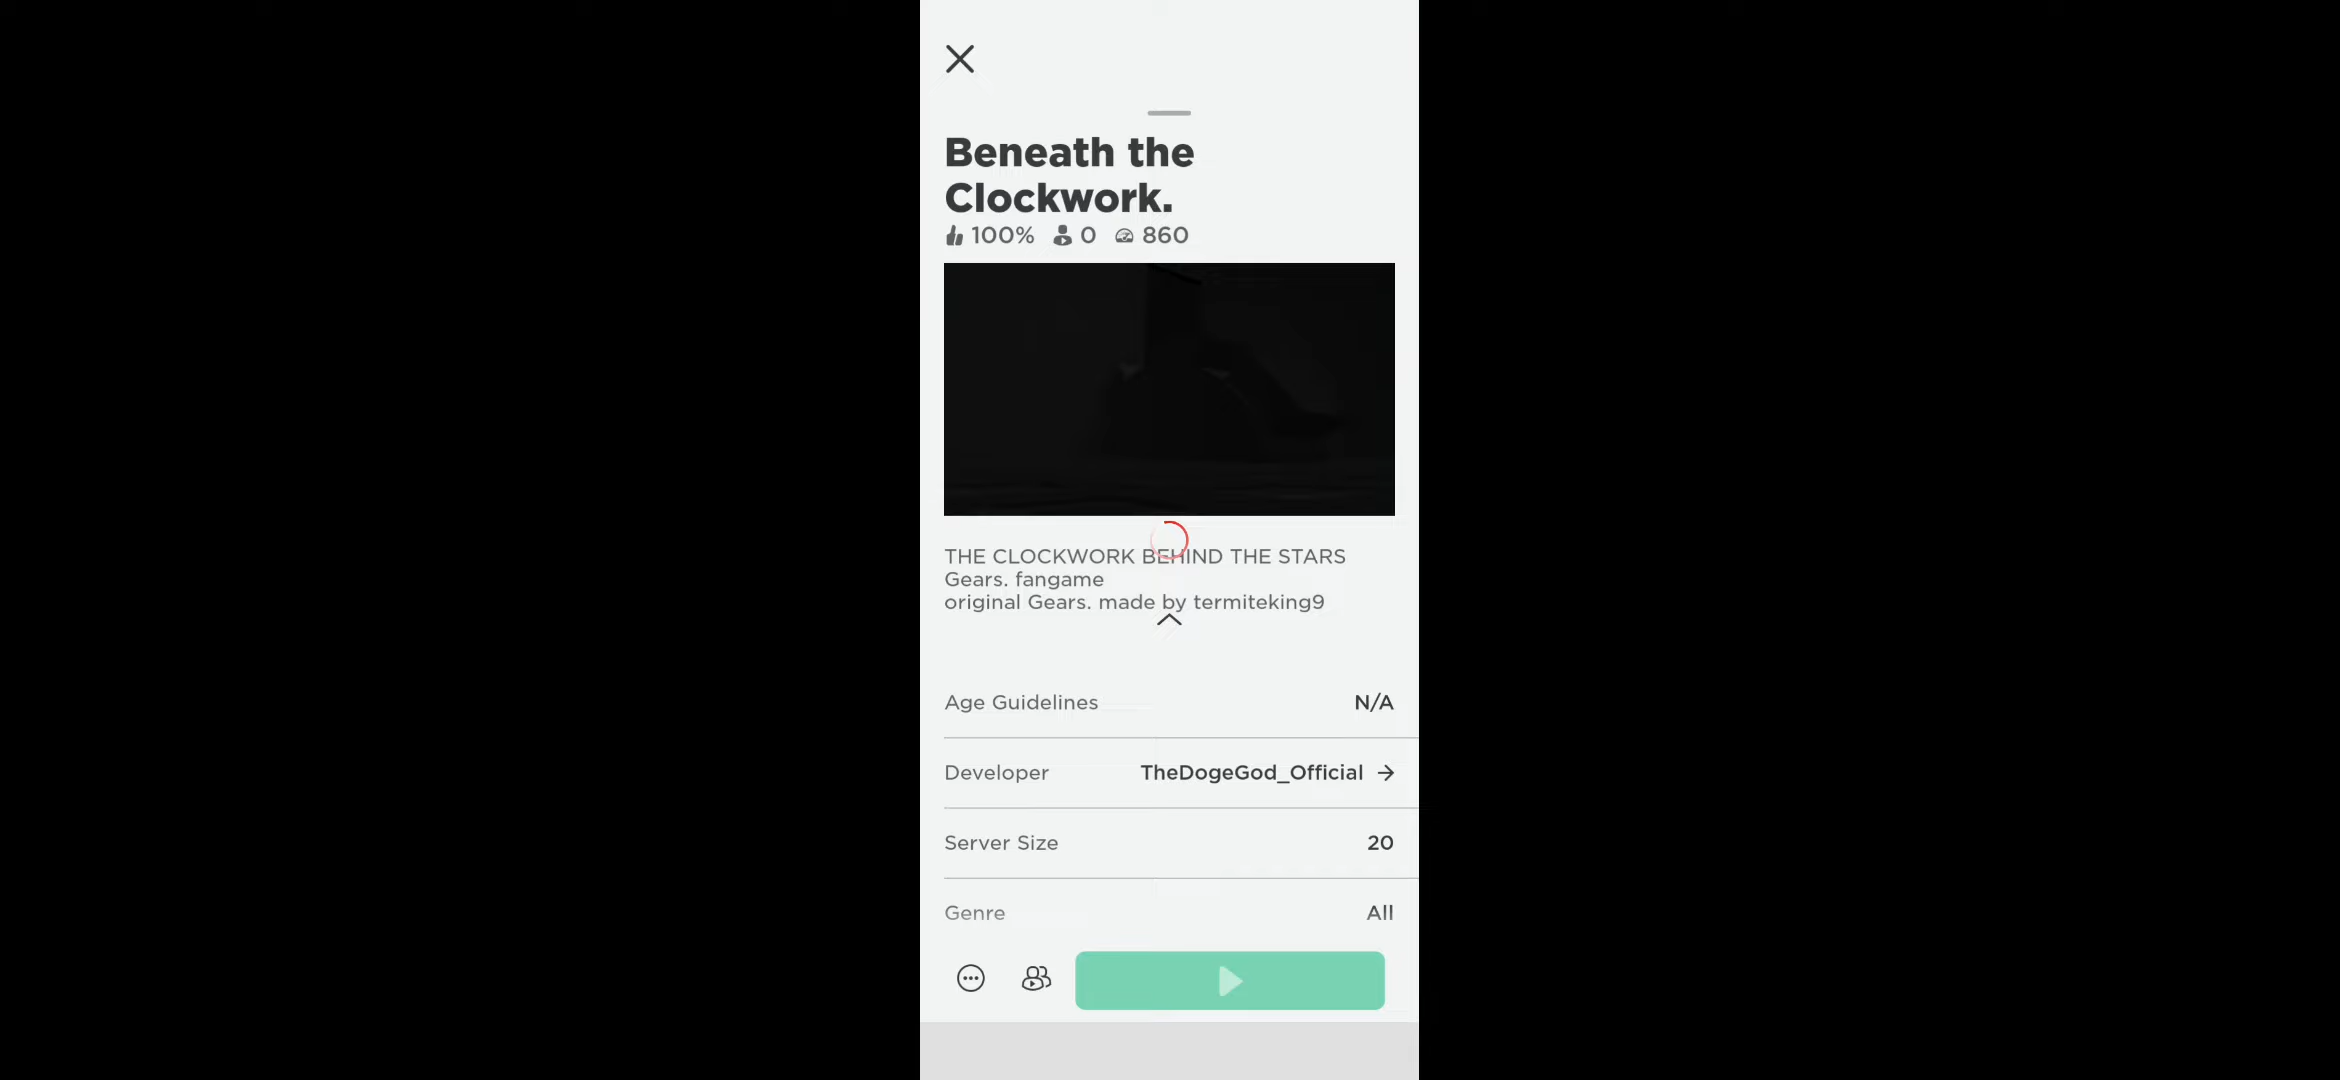 Beneath the
Clockwork.
100% 0 860
THE CLOCKWORK BEHIND THE STARS
Gears. fangame
original Gears. made by termiteking9
Age Guidelines N/A
Developer TheDogeGod_Official
Server Size 20
Genre All